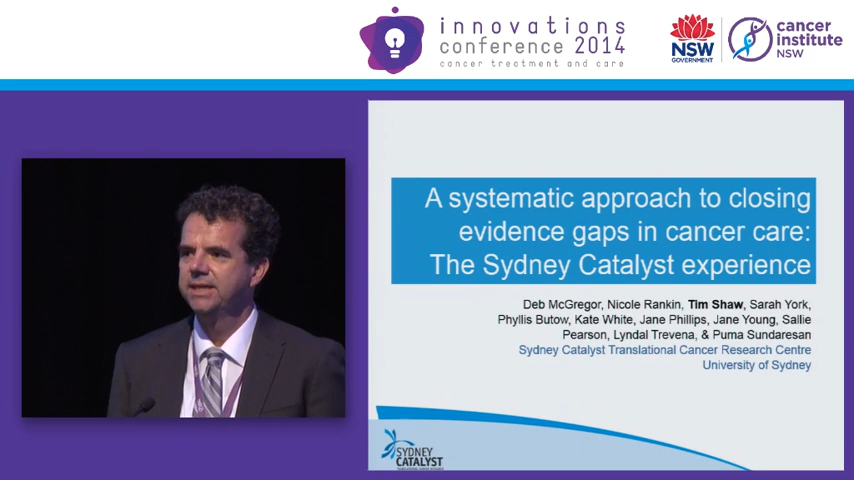 innovations
conference 2014
cancer treatment and care
NSW
GOVERNMENT
cancer
institute
NSW
A systematic approach to closing
evidence gaps in cancer care:
The Sydney Catalyst experience
Deb McGregor, Nicole Rankin, Tim Shaw, Sarah York,
Phyllis Butow, Kate White, Jane Phillips, Jane Young, Sallie
Pearson, Lyndal Trevena, & Puma Sundaresan
Sydney Catalyst Translational Cancer Research Centre
University of Sydney
SYDNEY
CATALYST